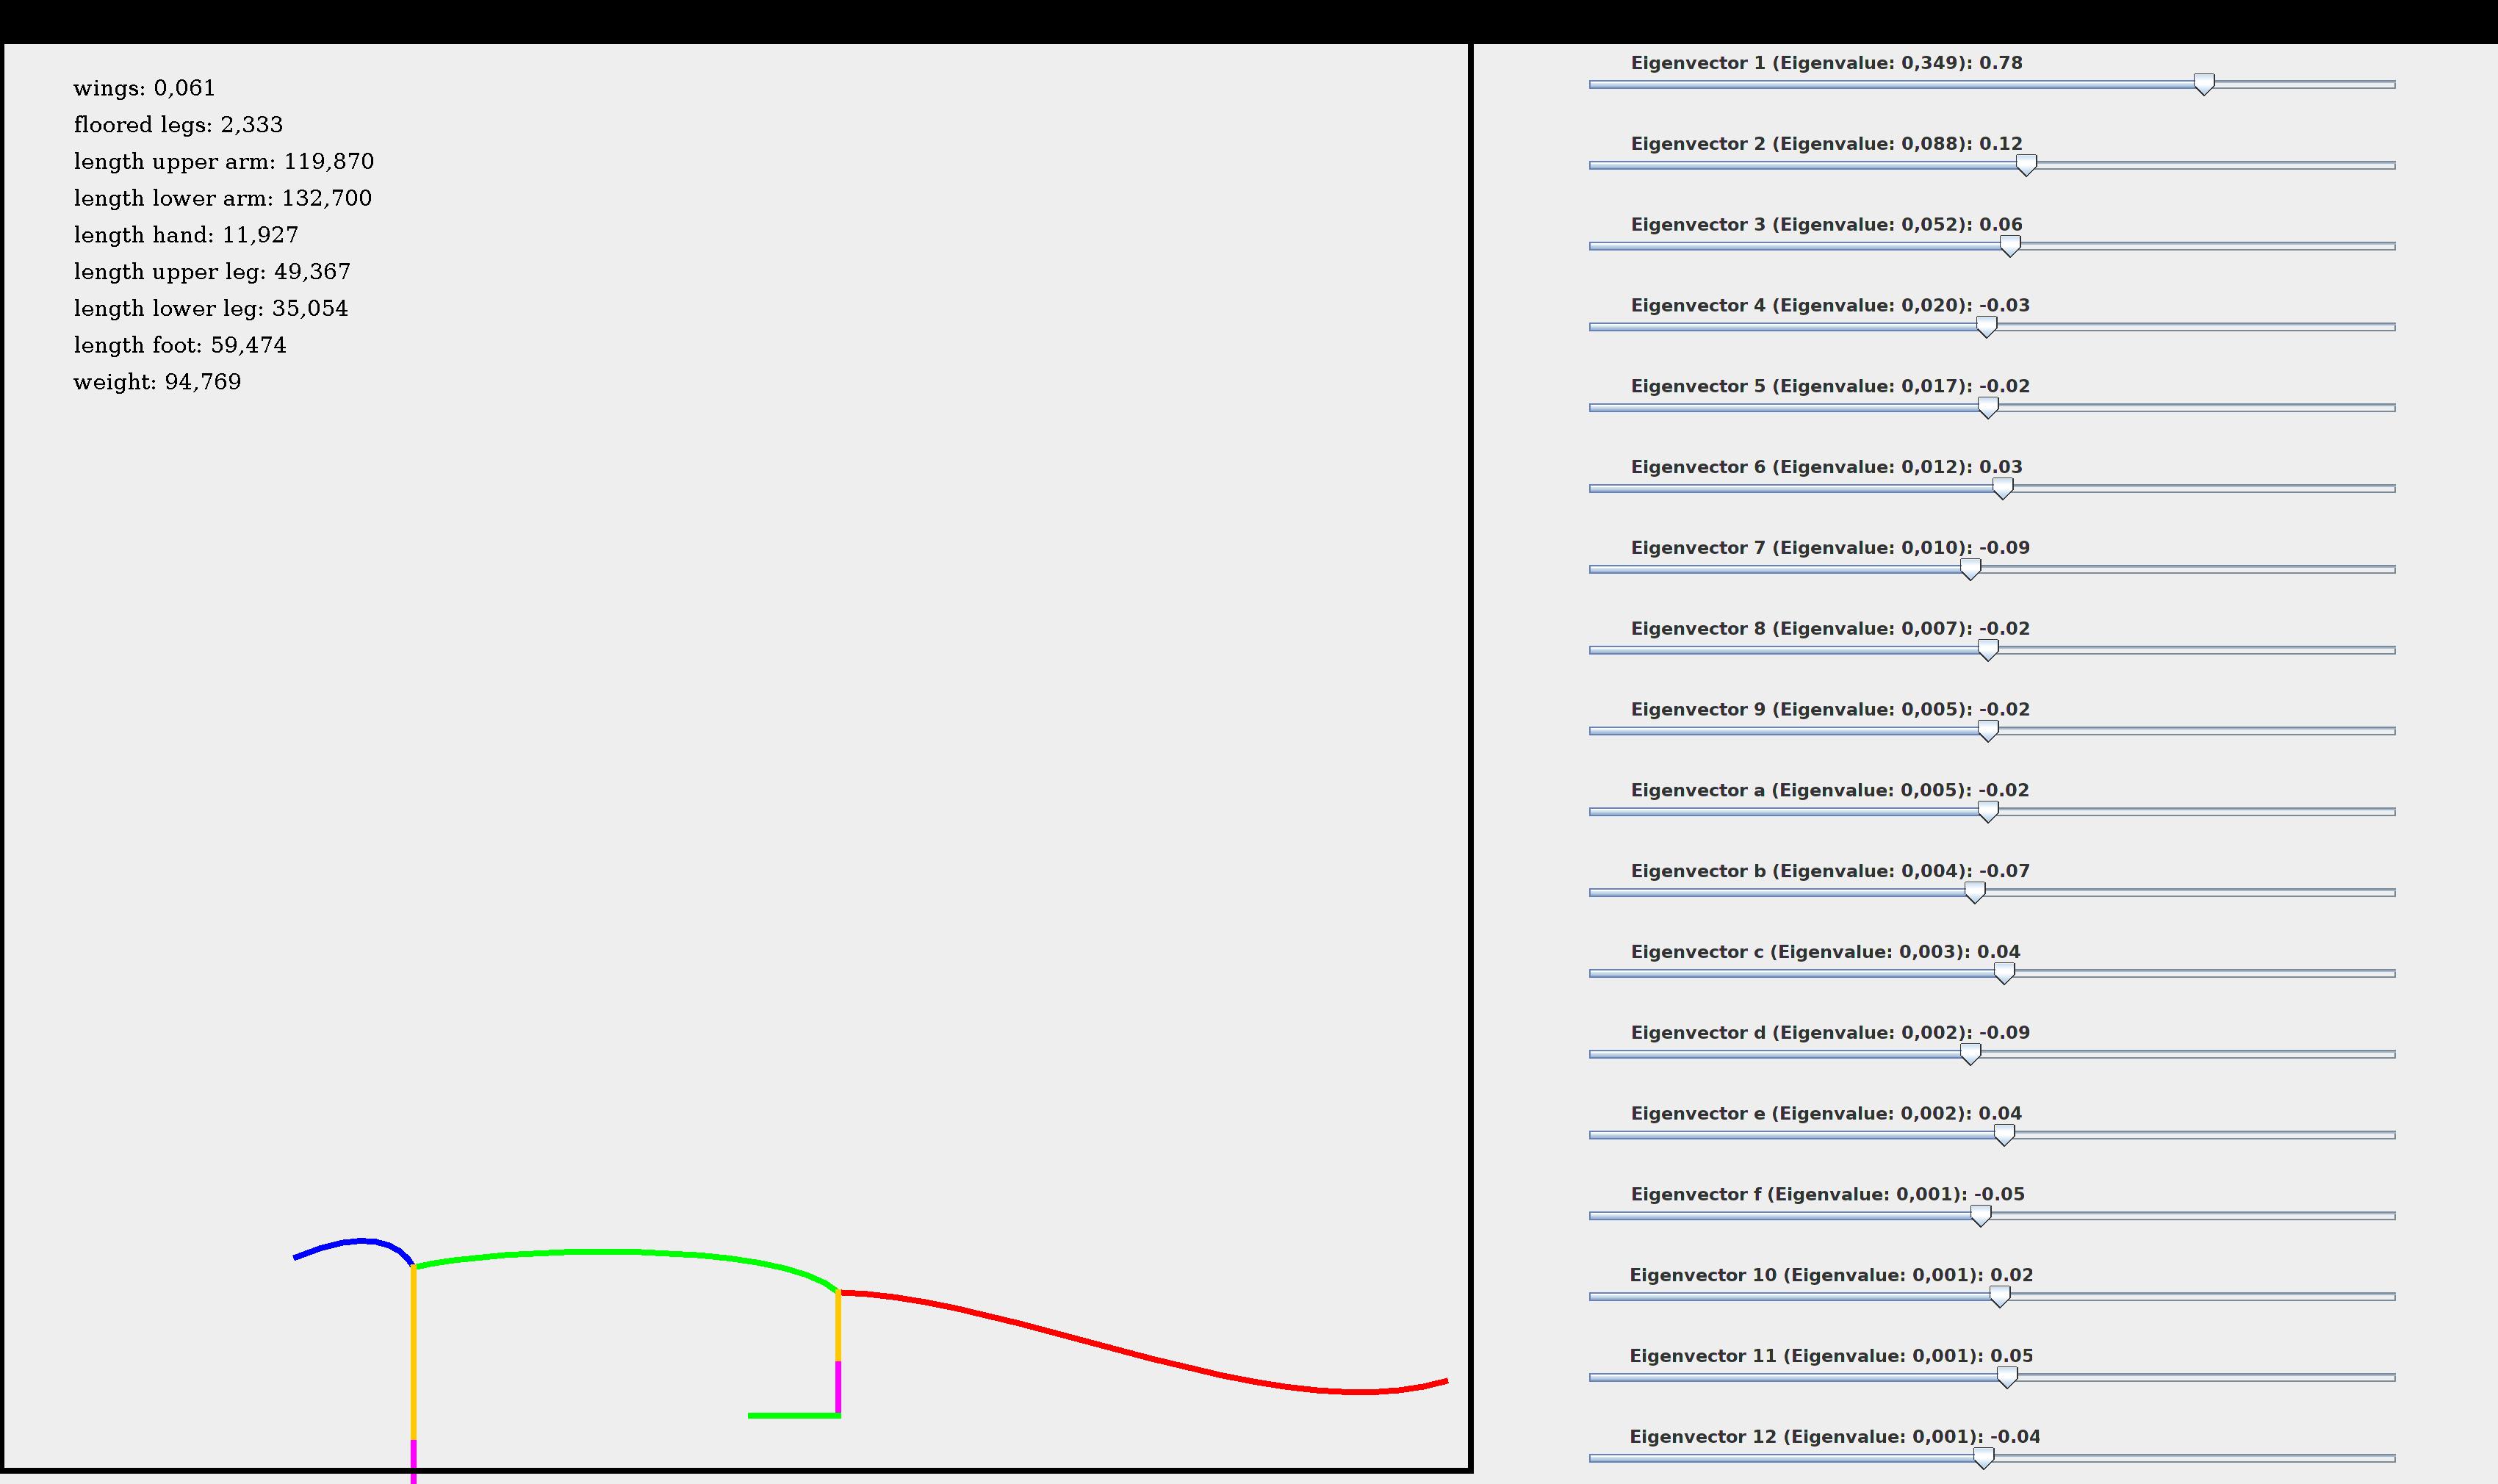 wings: 0,061
floored legs: 2,333
length upper arm: 119,870
length lower arm: 132,700
length hand: 11,927
length upper leg: 49,367
length lower leg: 35,054
length foot: 59,474
weight: 94,769
Eigenvector 1 (Eigenvalue: 0,349): 0.78
Eigenvector 2 (Eigenvalue: 0,088): 0.12
Eigenvector 3 (Eigenvalue: 0,052): 0.06
Eigenvector 4 (Eigenvalue: 0,020): -0.03
Eigenvector 5 (Eigenvalue: 0,017): -0.02
Eigenvector 6 (Eigenvalue: 0,012): 0.03
Eigenvector 7 (Eigenvalue: 0,010): -0.09
Eigenvector 8 (Eigenvalue: 0,007): -0.02
Eigenvector 9 (Eigenvalue: 0,005): -0.02
Eigenvector a (Eigenvalue: 0,005): -0.02
Eigenvector b (Eigenvalue: 0,004): -0.07
Eigenvector c (Eigenvalue: 0,003): 0.04
Eigenvector d (Eigenvalue: 0,002): -0.09
Eigenvector e (Eigenvalue: 0,002): 0.04
Eigenvector f (Eigenvalue: 0,001): -0.05
Eigenvector 10 (Eigenvalue: 0,001): 0.02
Eigenvector 11 (Eigenvalue: 0,001): 0.05
Eigenvector 12 (Eigenvalue: 0,001): -0.04